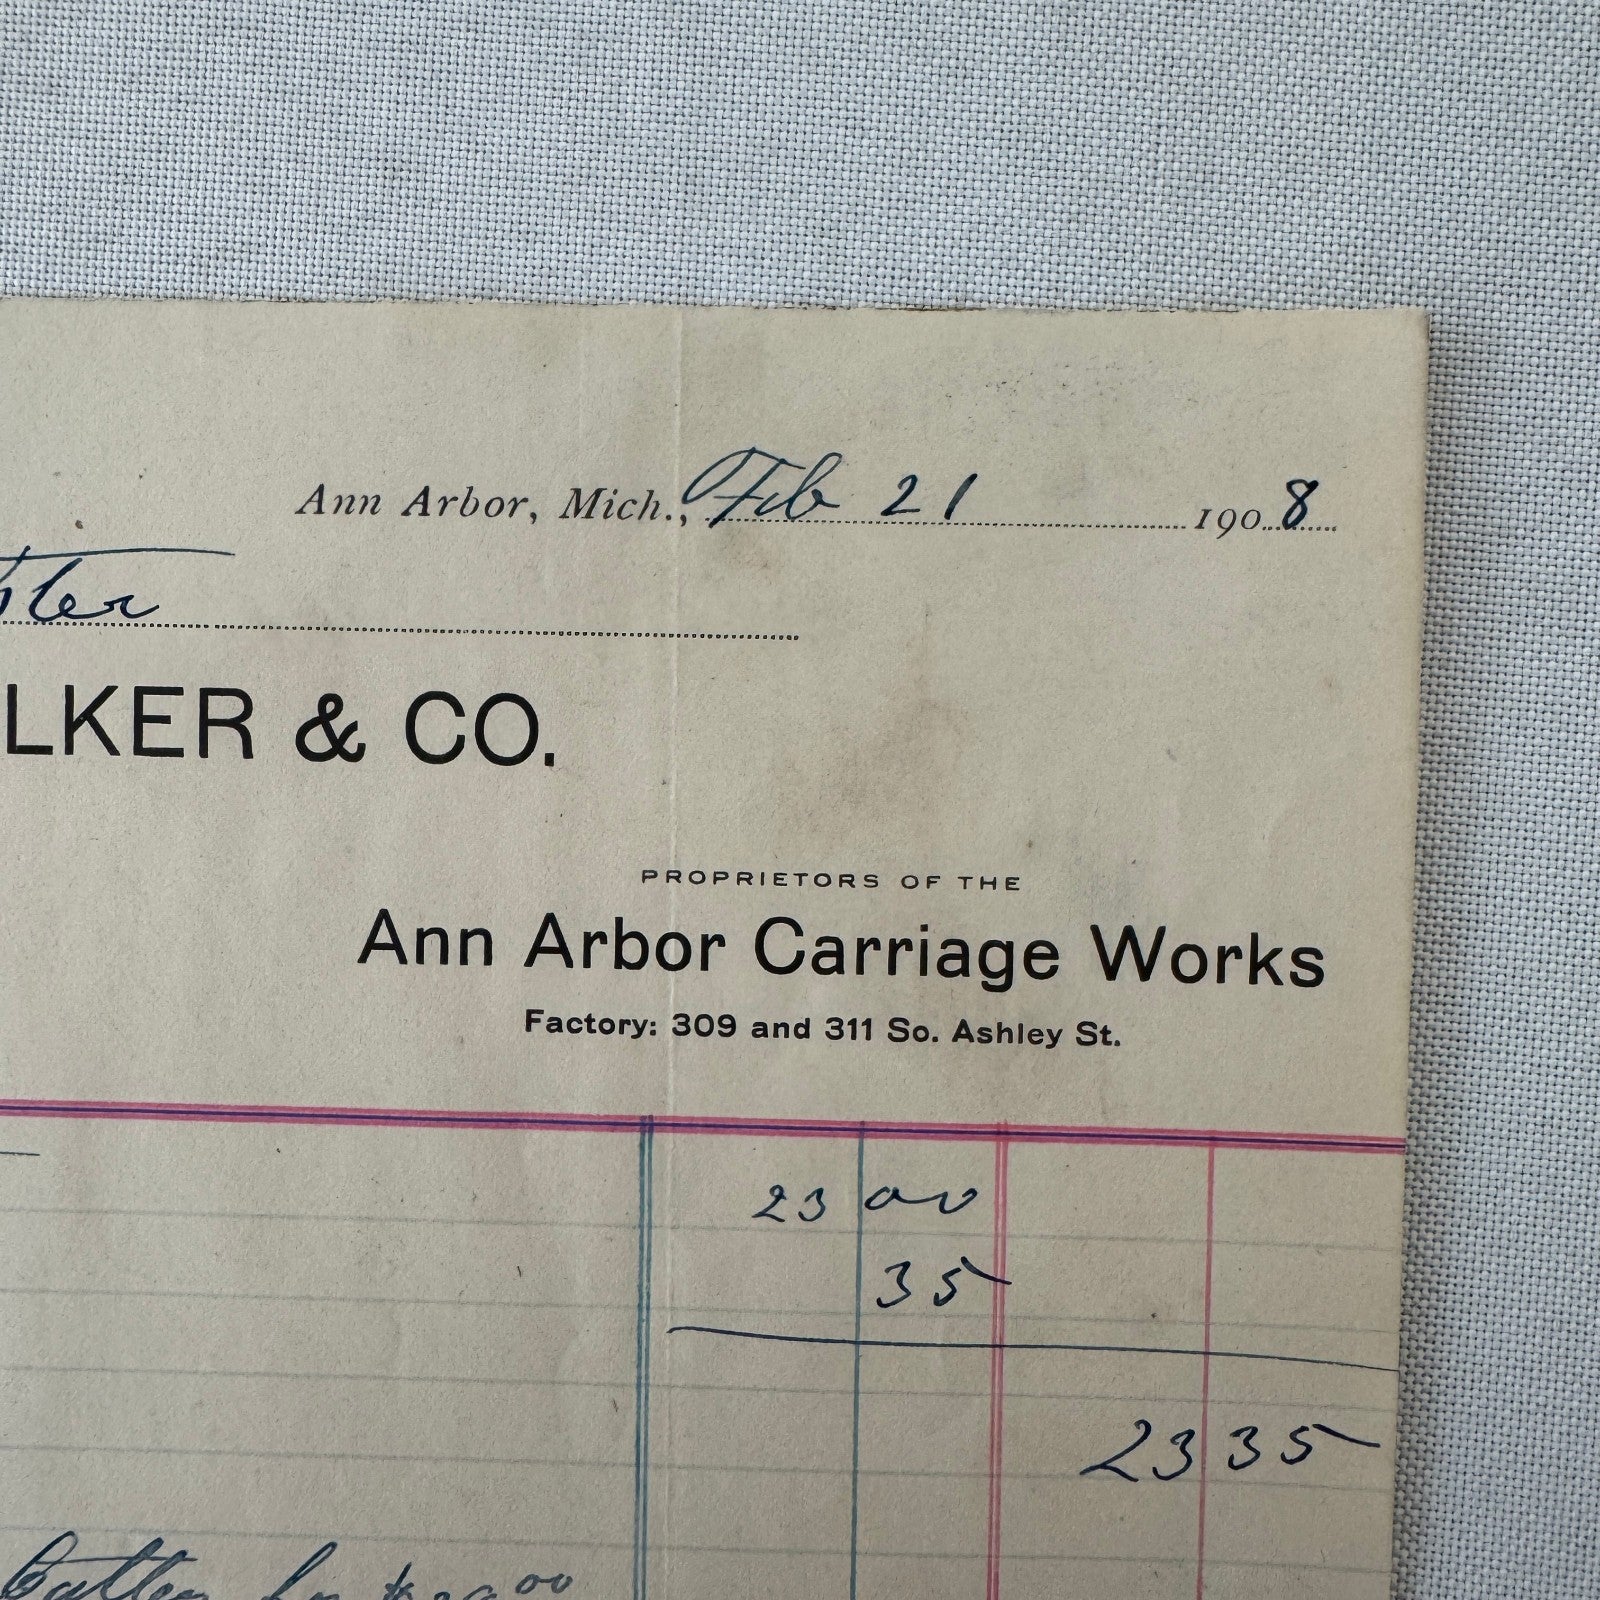 Ann Arbor, Mich., Feb 21 1908
LKER & CO.
PROPRIETORS OF THE
Ann Arbor Carriage Works
Factory: 309 and 311 So. Ashley St.
23 00
35
23 35